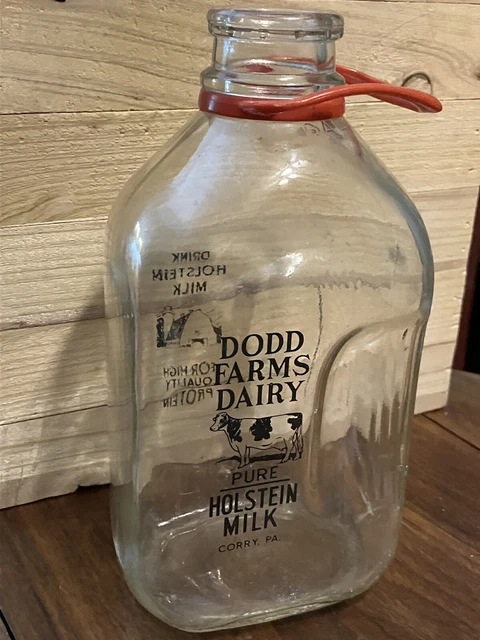 DODD
FARMS
DAIRY
PURE
HOLSTEIN
MILK
CORRY, PA.
DRINK
HOLSTEIN
MILK
FOR HIGH
QUALITY
PROTEIN